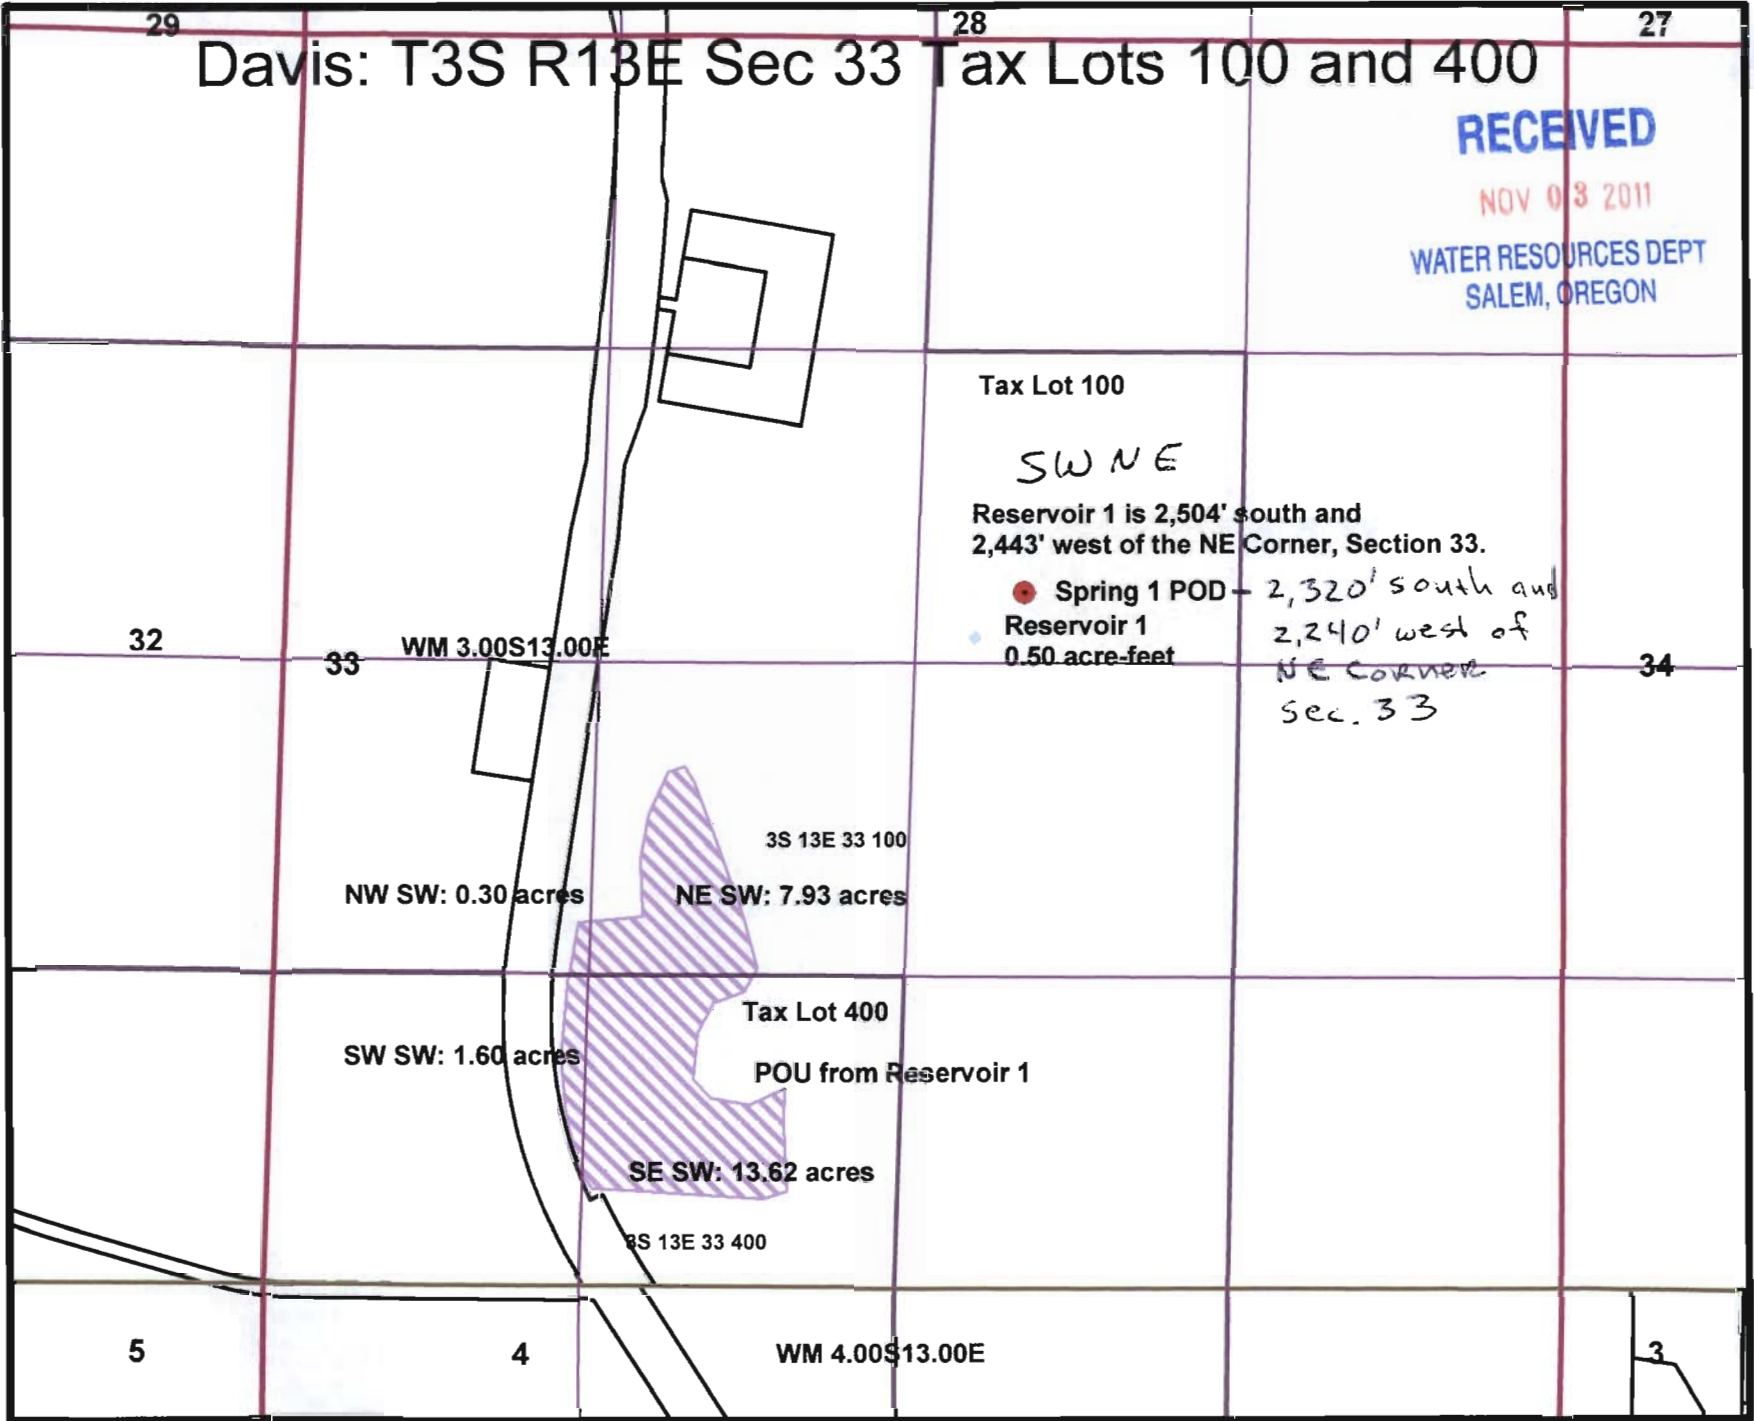 29
28
27
Davis: T3S R13E Sec 33 Tax Lots 100 and 400
RECEIVED
NOV 03 2011
WATER RESOURCES DEPT
SALEM, OREGON
Tax Lot 100
SWNE
Reservoir 1 is 2,504' south and
2,443' west of the NE Corner, Section 33.
Spring 1 POD - 2,320' south and
2,240' west of
NE Corner
Sec. 33
Reservoir 1
0.50 acre-feet
32
33
WM 3.00S13.00E
34
3S 13E 33 100
NW SW: 0.30 acres
NE SW: 7.93 acres
Tax Lot 400
SW SW: 1.60 acres
POU from Reservoir 1
SE SW: 13.62 acres
3S 13E 33 400
5
4
WM 4.00S13.00E
3